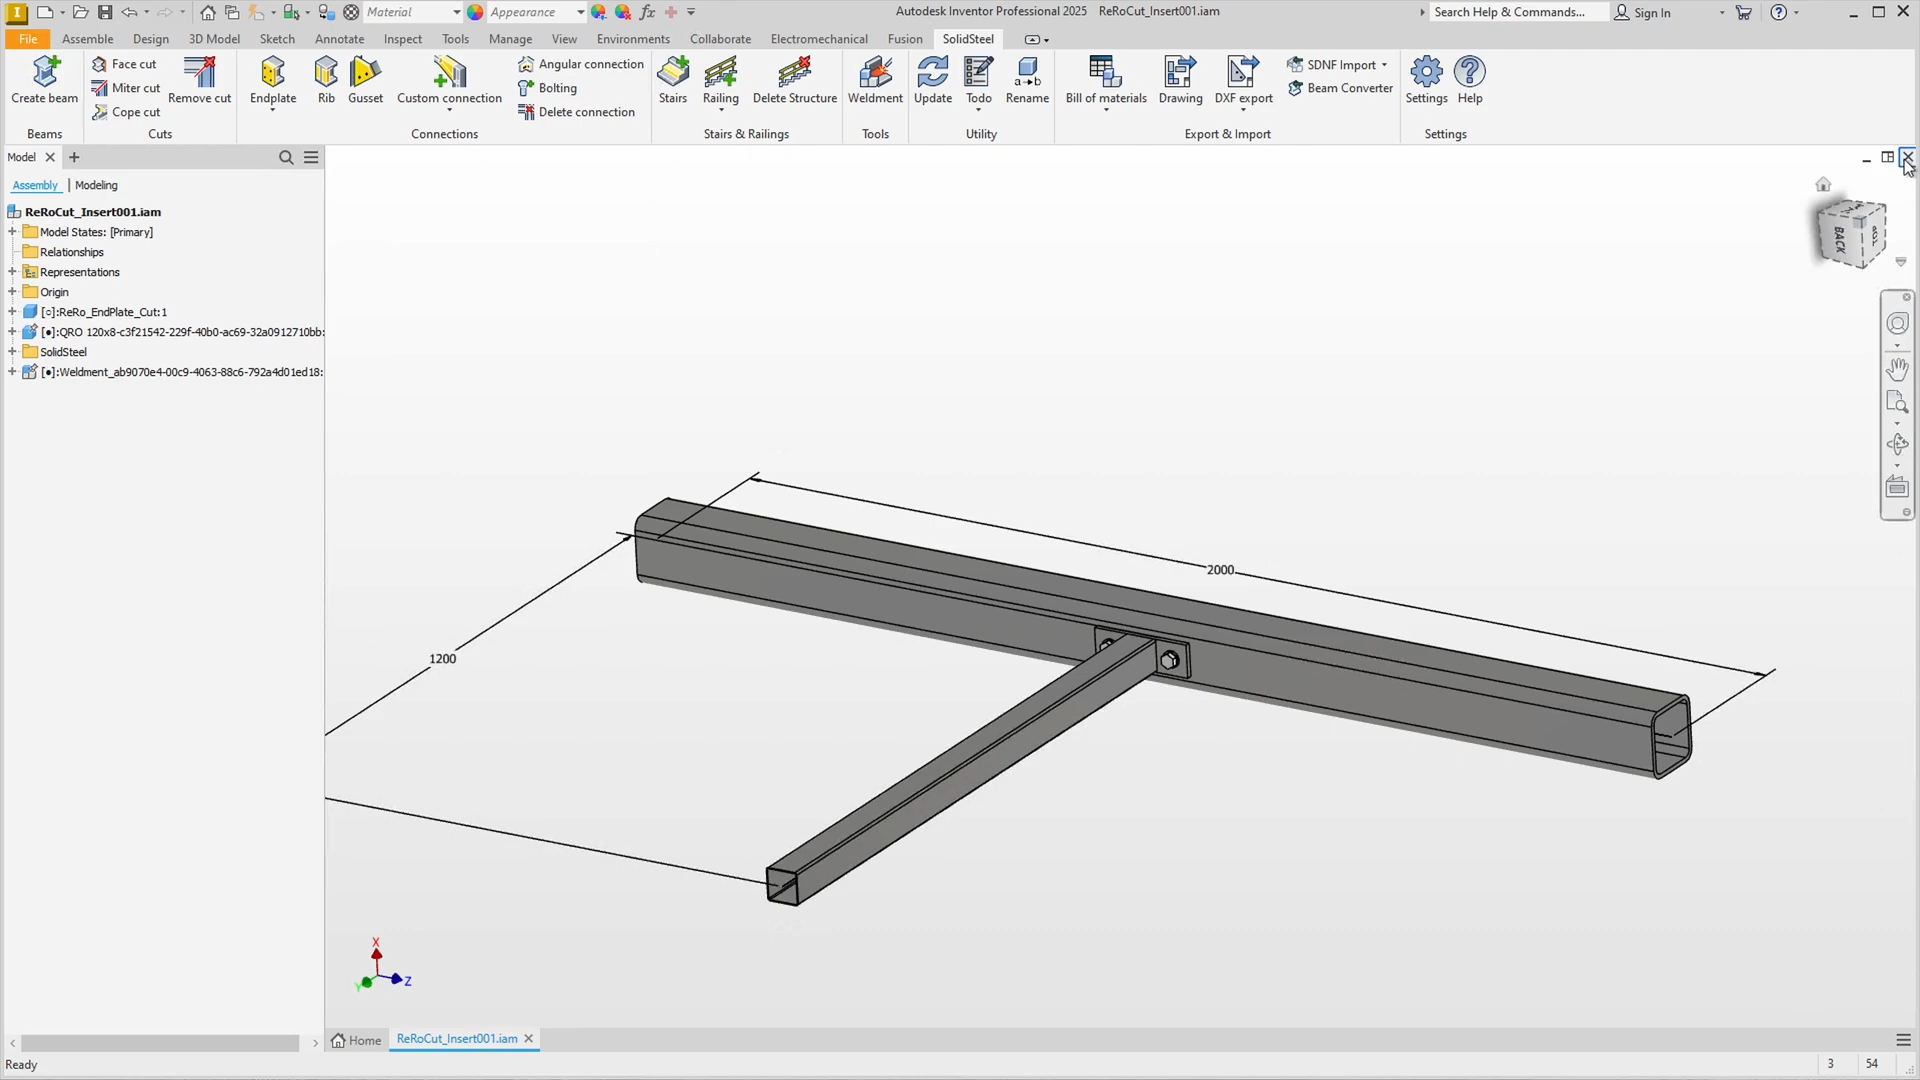 Material
Appearance
Autodesk Inventor Professional 2025 ReRoCut_Insert001.iam
Search Help & Commands...
Sign In
File
Assemble
Design
3D Model
Sketch
Annotate
Inspect
Tools
Manage
View
Environments
Collaborate
Electromechanical
Fusion
SolidSteel
Create beam
Face cut
Miter cut
Cope cut
Remove cut
Endplate
Rib
Gusset
Custom connection
Angular connection
Bolting
Delete connection
Stairs
Railing
Delete Structure
Weldment
Update
Todo
a→b
Rename
Bill of materials
Drawing
DXF export
SDNF Import
Beam Converter
Settings
Help
Beams
Cuts
Connections
Stairs & Railings
Tools
Utility
Export & Import
Settings
Model
Assembly | Modeling
ReRoCut_Insert001.iam
Model States: [Primary]
Relationships
Representations
Origin
[○]:ReRo_EndPlate_Cut:1
[●]:QRO 120x8-c3f21542-229f-40b0-ac69-32a0912710bb:
SolidSteel
[●]:Weldment_ab9070e4-00c9-4063-88c6-792a4d01ed18:
BACK
2000
1200
X
Y
Z
Home
ReRoCut_Insert001.iam
Ready
3
54